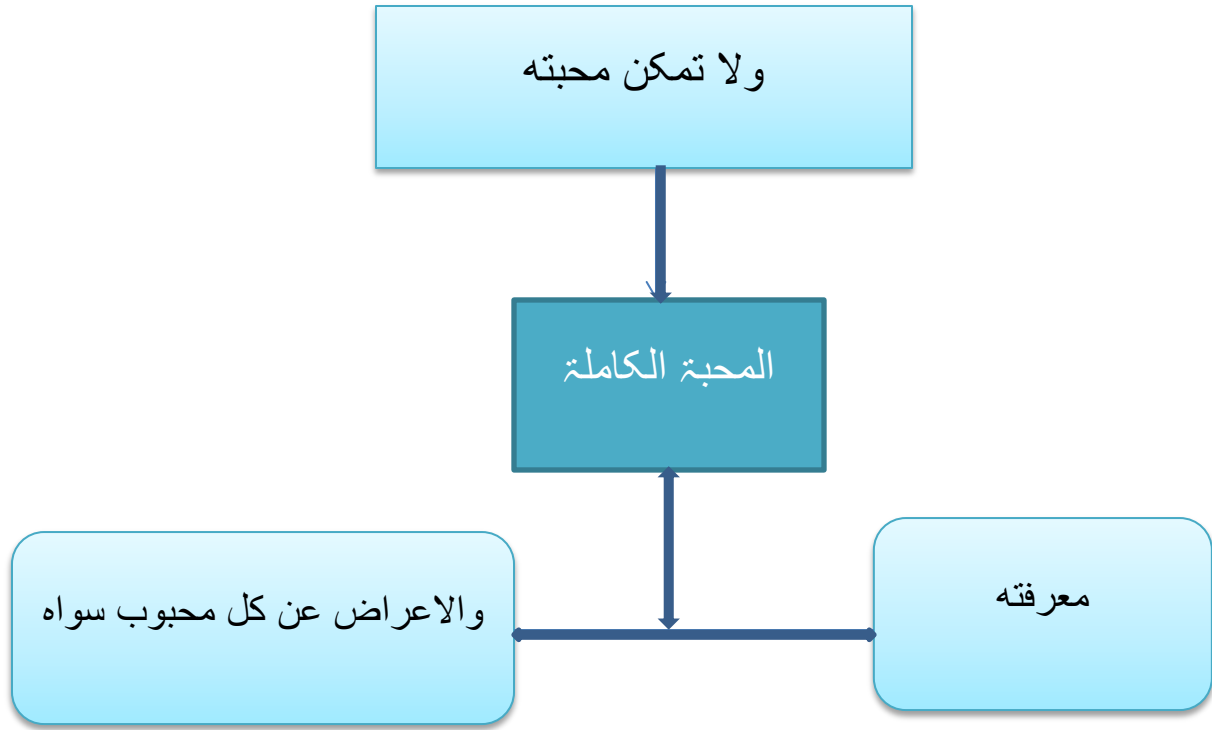 ولا تمكن محبته
المحبة الكاملة
معرفته
والاعراض عن كل محبوب سواه